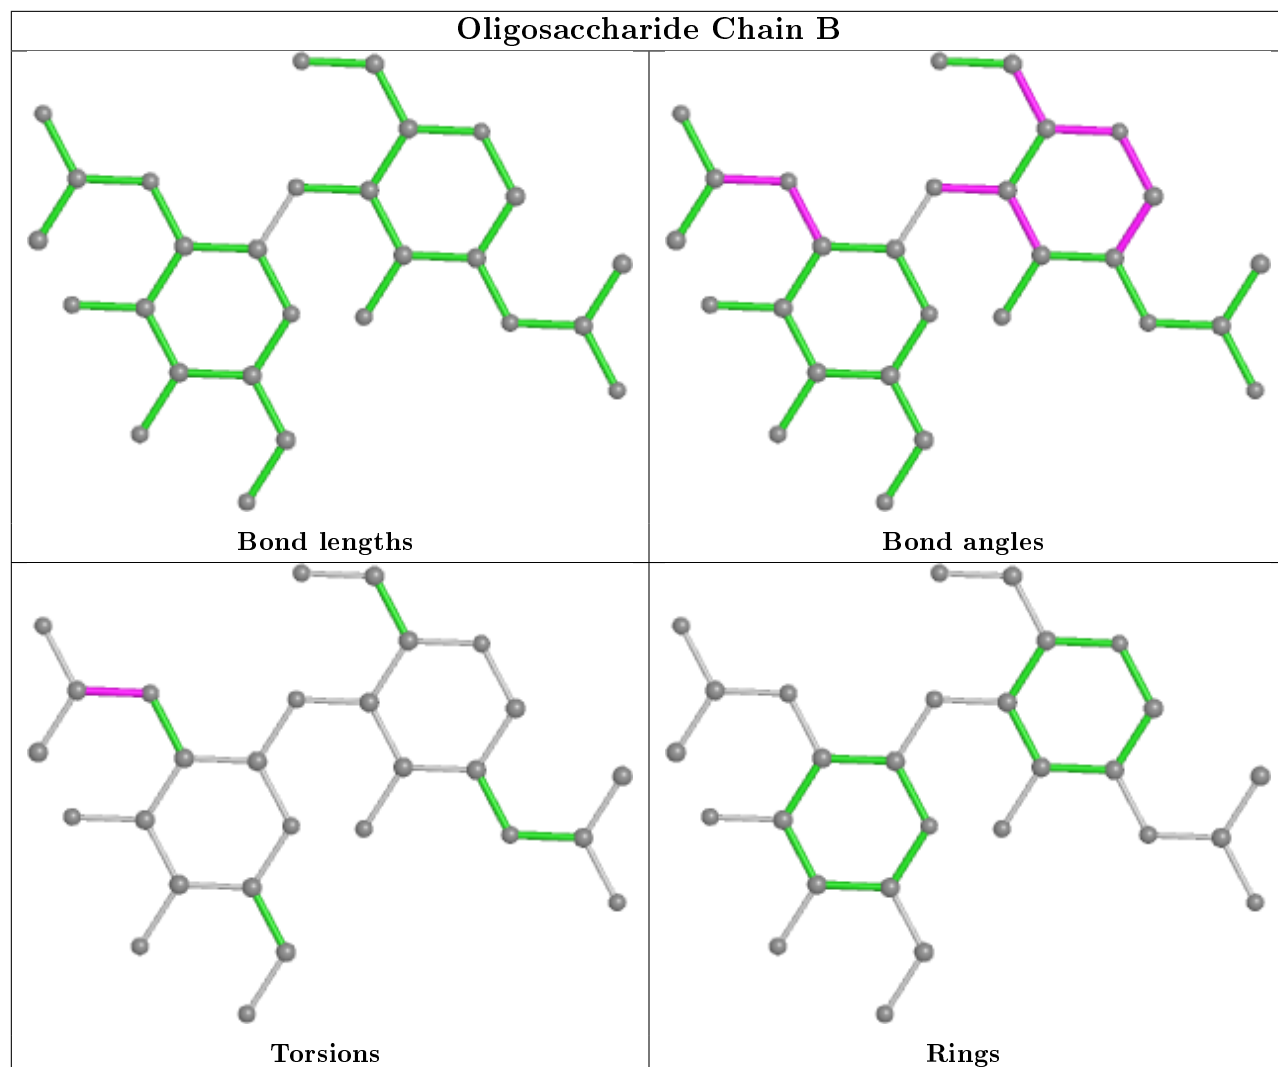 Oligosaccharide Chain B
Bond lengths
Bond angles
Torsions
Rings